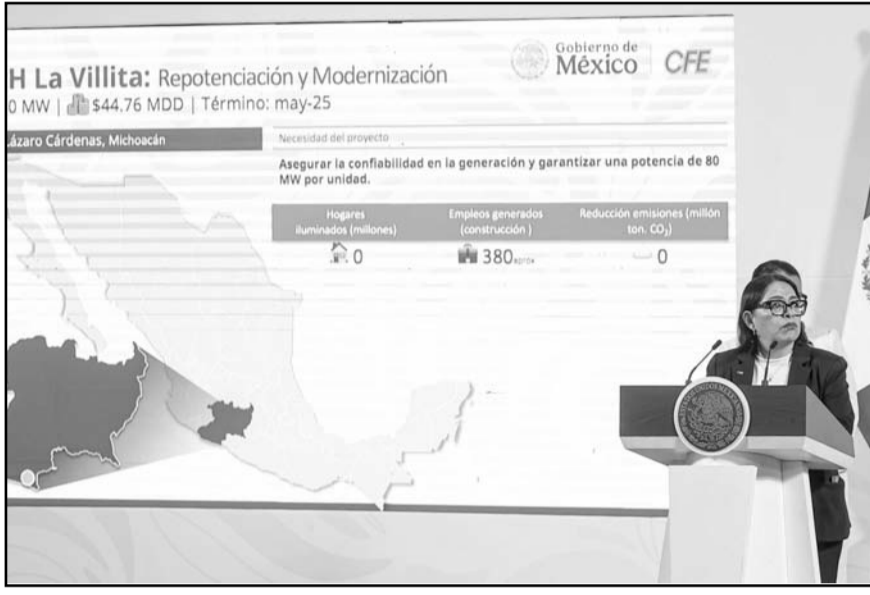 Gobierno de
México
CFE
H La Villita: Repotenciación y Modernización
0 MW | $44.76 MDD | Término: may-25
ázaro Cárdenas, Michoacán
Necesidad del proyecto
Asegurar la confiabilidad en la generación y garantizar una potencia de 80
MW por unidad.
Hogares
iluminados (millones)
0
Empleos generados
(construcción )
380
Reducción emisiones (millón
ton. CO₂)
0